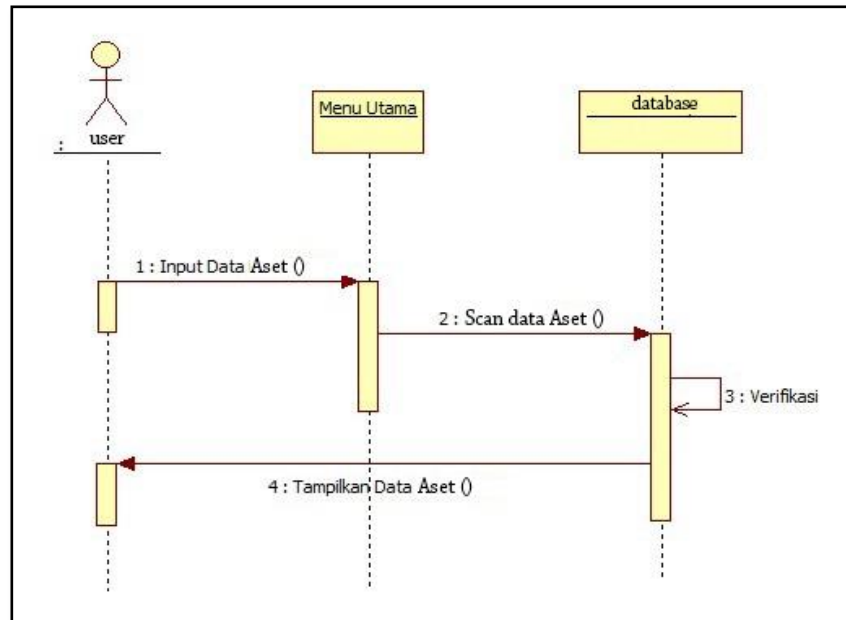 : user
Menu Utama
database
1 : Input Data Aset ()
2 : Scan data Aset ()
3 : Verifikasi
4 : Tampilkan Data Aset ()